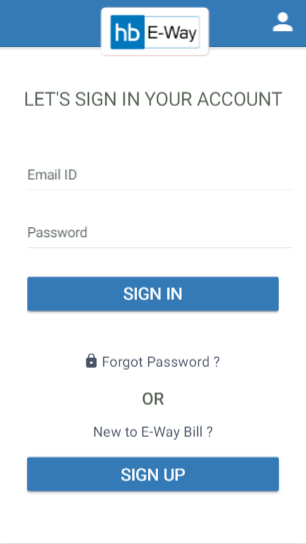 hb E-Way
LET'S SIGN IN YOUR ACCOUNT
Email ID
Password
SIGN IN
Forgot Password ?
OR
New to E-Way Bill ?
SIGN UP